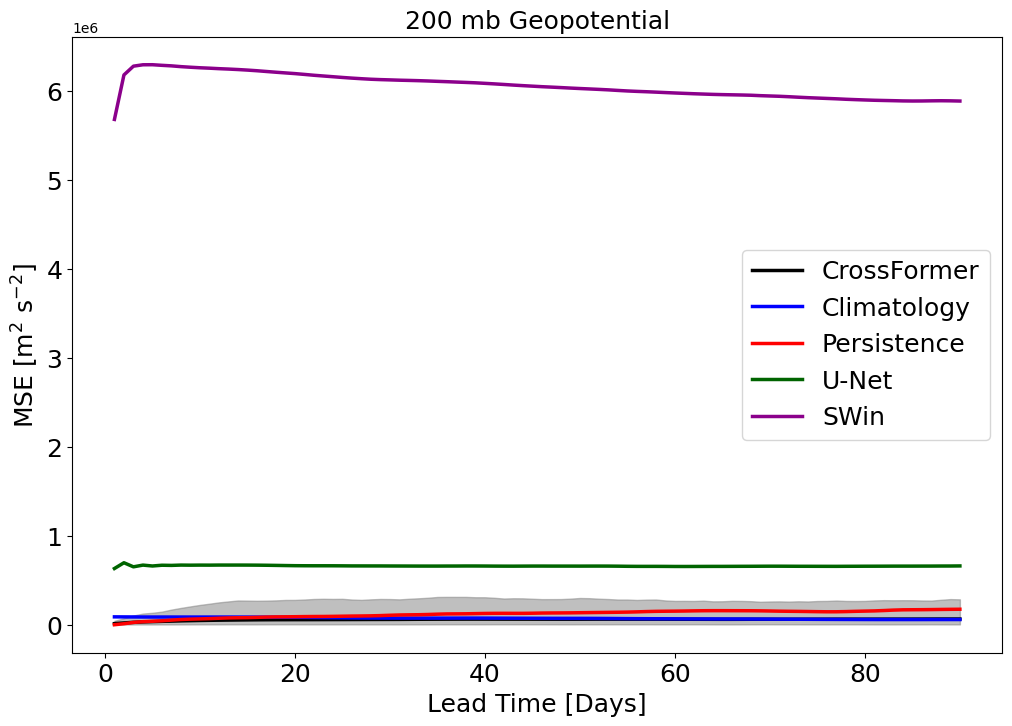 200 mb Geopotential
1e6
MSE [m² s⁻²]
6
5
4
3
2
1
0
CrossFormer
Climatology
Persistence
U-Net
SWin
0 20 40 60 80
Lead Time [Days]